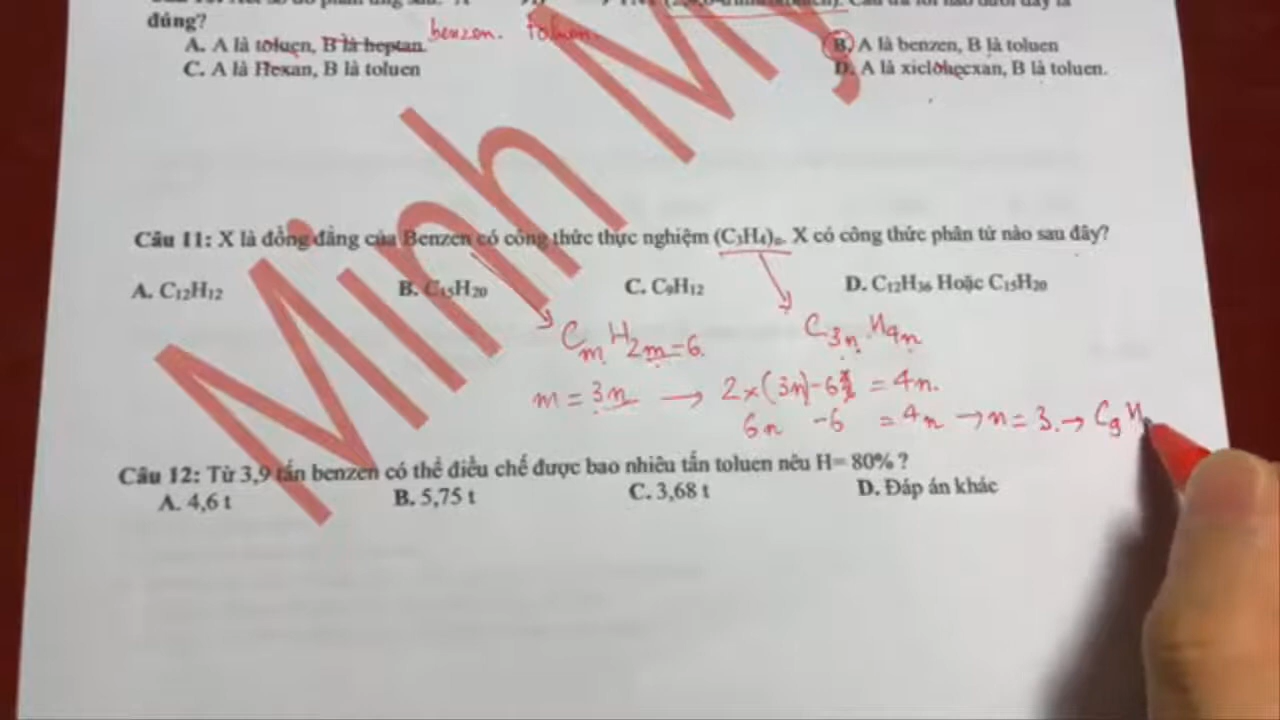 đúng?
benzen. Toluen.
A. A là toluen, B là heptan.
B. A là benzen, B là toluen
C. A là Hexan, B là toluen
D. A là xiclohecxan, B là toluen.
Minh My
Câu 11: X là đồng đẳng của Benzen có công thức thực nghiệm (C3H4)n. X có công thức phân tử nào sau đây?
A. C12H12
B. C15H20
C. C9H12
D. C12H36 Hoặc C15H20
CmH2m-6
C3nH4n
m = 3n → 2x(3n)-6 = 4n.
6n -6 = 4n → n = 3. → C9H
Câu 12: Từ 3,9 tấn benzen có thể điều chế được bao nhiêu tấn toluen nếu H= 80% ?
A. 4,6 t
B. 5,75 t
C. 3,68 t
D. Đáp án khác